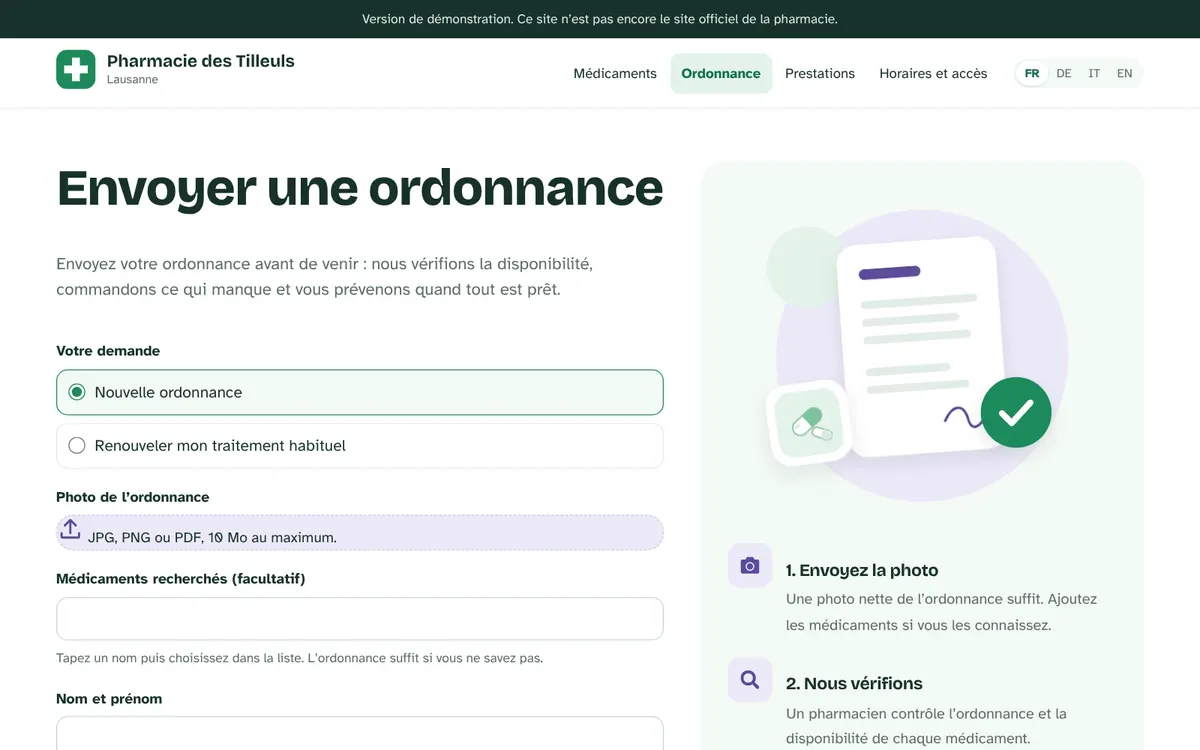 Version de démonstration. Ce site n'est pas encore le site officiel de la pharmacie.
Pharmacie des Tilleuls
Lausanne
Médicaments
Ordonnance
Prestations
Horaires et accès
FR
DE
IT
EN
Envoyer une ordonnance
Envoyez votre ordonnance avant de venir : nous vérifions la disponibilité,
commandons ce qui manque et vous prévenons quand tout est prêt.
Votre demande
Nouvelle ordonnance
Renouveler mon traitement habituel
Photo de l'ordonnance
JPG, PNG ou PDF, 10 Mo au maximum.
Médicaments recherchés (facultatif)
Tapez un nom puis choisissez dans la liste. L'ordonnance suffit si vous ne savez pas.
Nom et prénom
1. Envoyez la photo
Une photo nette de l'ordonnance suffit. Ajoutez
les médicaments si vous les connaissez.
2. Nous vérifions
Un pharmacien contrôle l'ordonnance et la
disponibilité de chaque médicament.